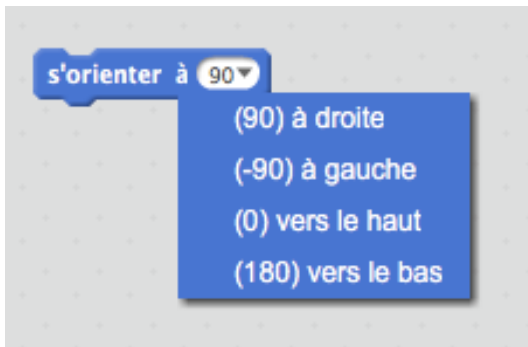 s'orienter à 90
(90) à droite
(-90) à gauche
(0) vers le haut
(180) vers le bas